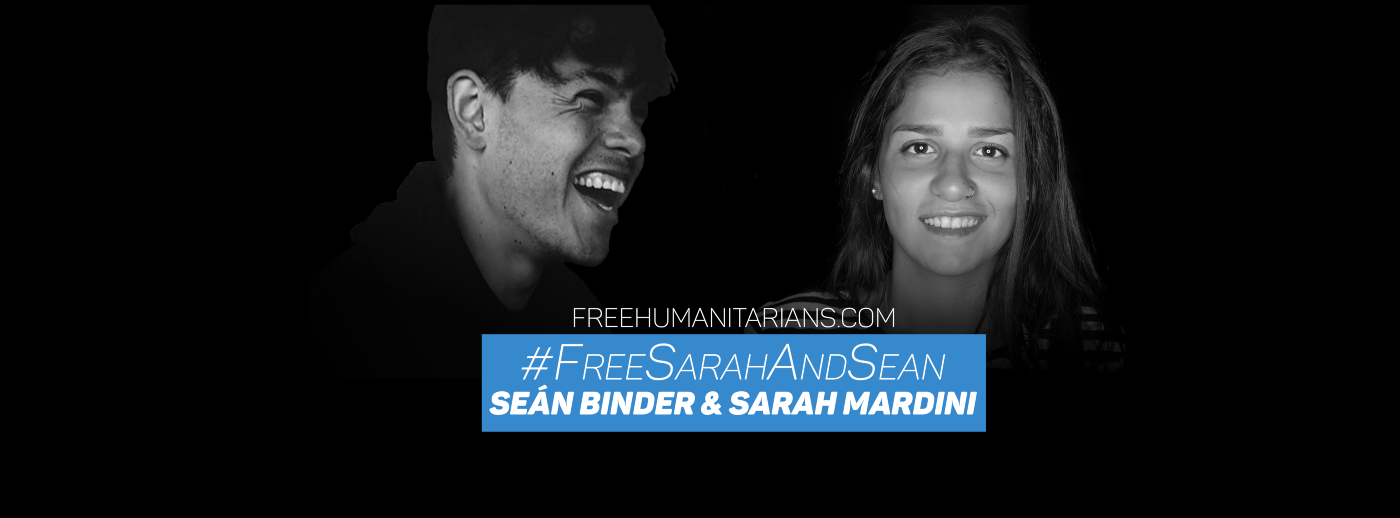 FREEHUMANITARIANS.COM
#FREESARAHANDSEAN
SEÁN BINDER & SARAH MARDINI